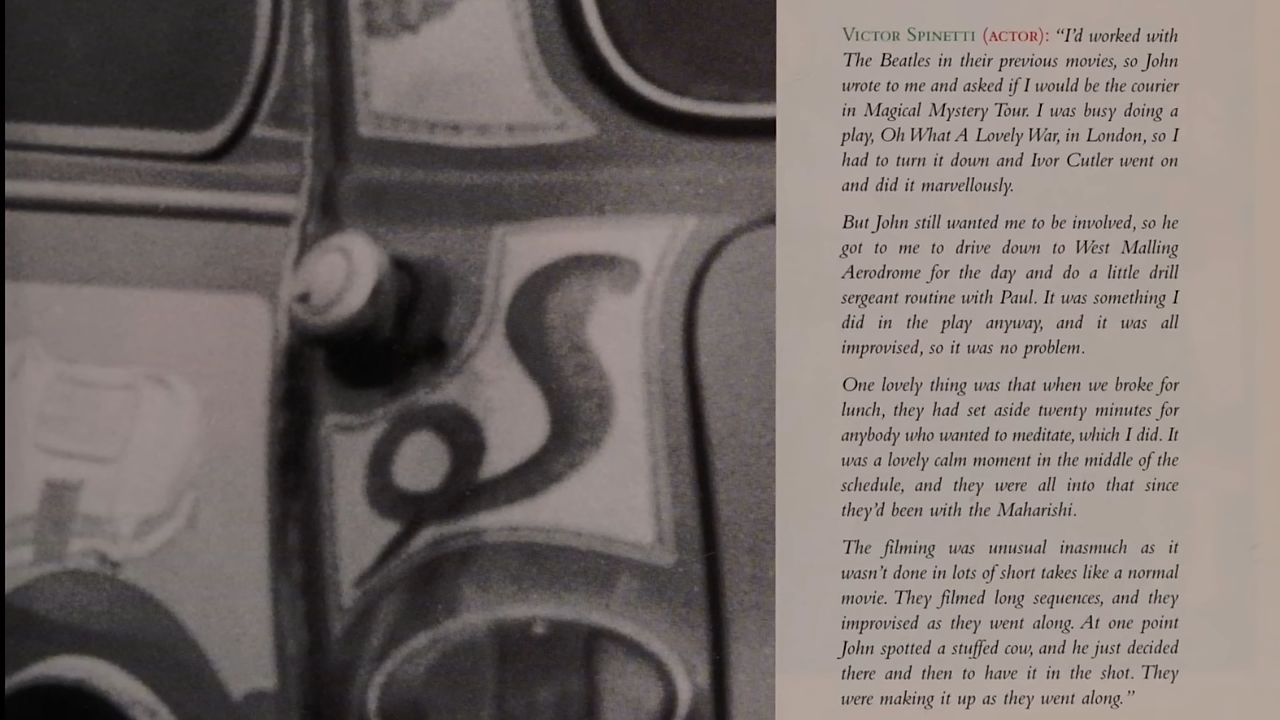 VICTOR SPINETTI (ACTOR): “I’d worked with
The Beatles in their previous movies, so John
wrote to me and asked if I would be the courier
in Magical Mystery Tour. I was busy doing a
play, Oh What A Lovely War, in London, so I
had to turn it down and Ivor Cutler went on
and did it marvellously.
But John still wanted me to be involved, so he
got to me to drive down to West Malling
Aerodrome for the day and do a little drill
sergeant routine with Paul. It was something I
did in the play anyway, and it was all
improvised, so it was no problem.
One lovely thing was that when we broke for
lunch, they had set aside twenty minutes for
anybody who wanted to meditate, which I did. It
was a lovely calm moment in the middle of the
schedule, and they were all into that since
they’d been with the Maharishi.
The filming was unusual inasmuch as it
wasn’t done in lots of short takes like a normal
movie. They filmed long sequences, and they
improvised as they went along. At one point
John spotted a stuffed cow, and he just decided
there and then to have it in the shot. They
were making it up as they went along.”